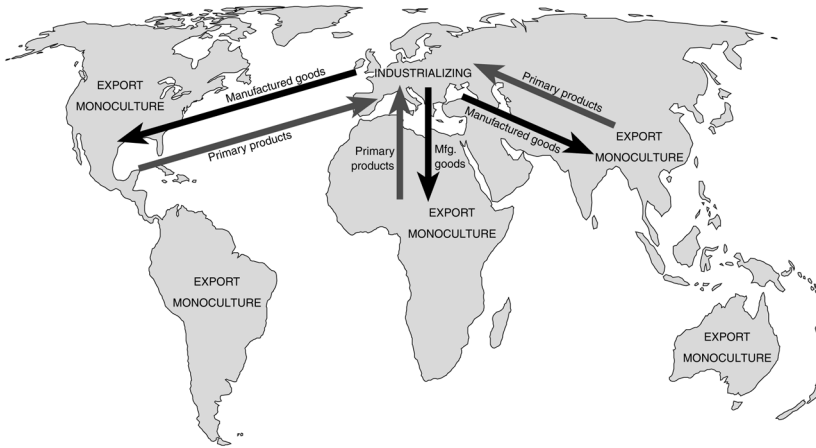 EXPORT
MONOCULTURE
Manufactured goods
Primary products
INDUSTRIALIZING
Primary
products
Mfg.
goods
Primary products
Manufactured goods
EXPORT
MONOCULTURE
EXPORT
MONOCULTURE
EXPORT
MONOCULTURE
EXPORT
MONOCULTURE